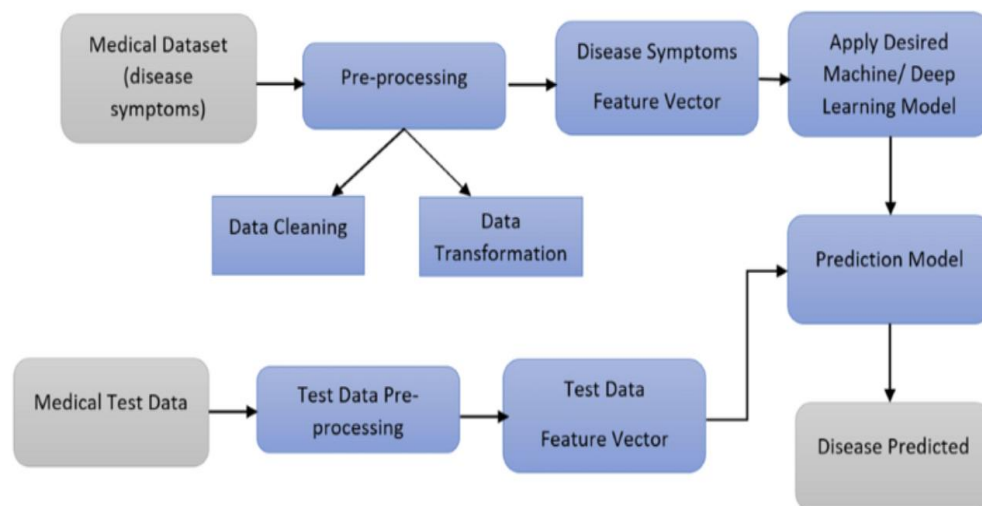 Medical Dataset
(disease
symptoms)
Pre-processing
Disease Symptoms
Feature Vector
Apply Desired
Machine/ Deep
Learning Model
Data Cleaning
Data
Transformation
Prediction Model
Medical Test Data
Test Data Pre-
processing
Test Data
Feature Vector
Disease Predicted